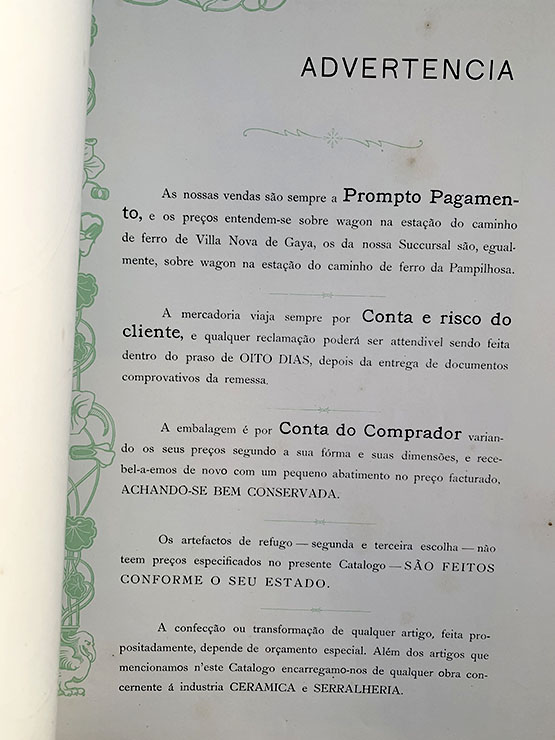 ADVERTENCIA
As nossas vendas são sempre a Prompto Pagamen-
to, e os preços entendem-se sobre wagon na estação do caminho
de ferro de Villa Nova de Gaya, os da nossa Succursal são, egual-
mente, sobre wagon na estação do caminho de ferro da Pampilhosa.
A mercadoria viaja sempre por Conta e risco do
cliente, e qualquer reclamação poderá ser attendivel sendo feita
dentro do praso de OITO DIAS, depois da entrega de documentos
comprovativos da remessa.
A embalagem é por Conta do Comprador varian-
do os seus preços segundo a sua fórma e suas dimensões, e rece-
bel-a-emos de novo com um pequeno abatimento no preço facturado,
ACHANDO-SE BEM CONSERVADA.
Os artefactos de refugo — segunda e terceira escolha — não
teem preços especificados no presente Catalogo — SÃO FEITOS
CONFORME O SEU ESTADO.
A confecção ou transformação de qualquer artigo, feita pro-
positadamente, depende de orçamento especial. Além dos artigos que
mencionamos n'este Catalogo encarregamo-nos de qualquer obra con-
cernente á industria CERAMICA e SERRALHERIA.